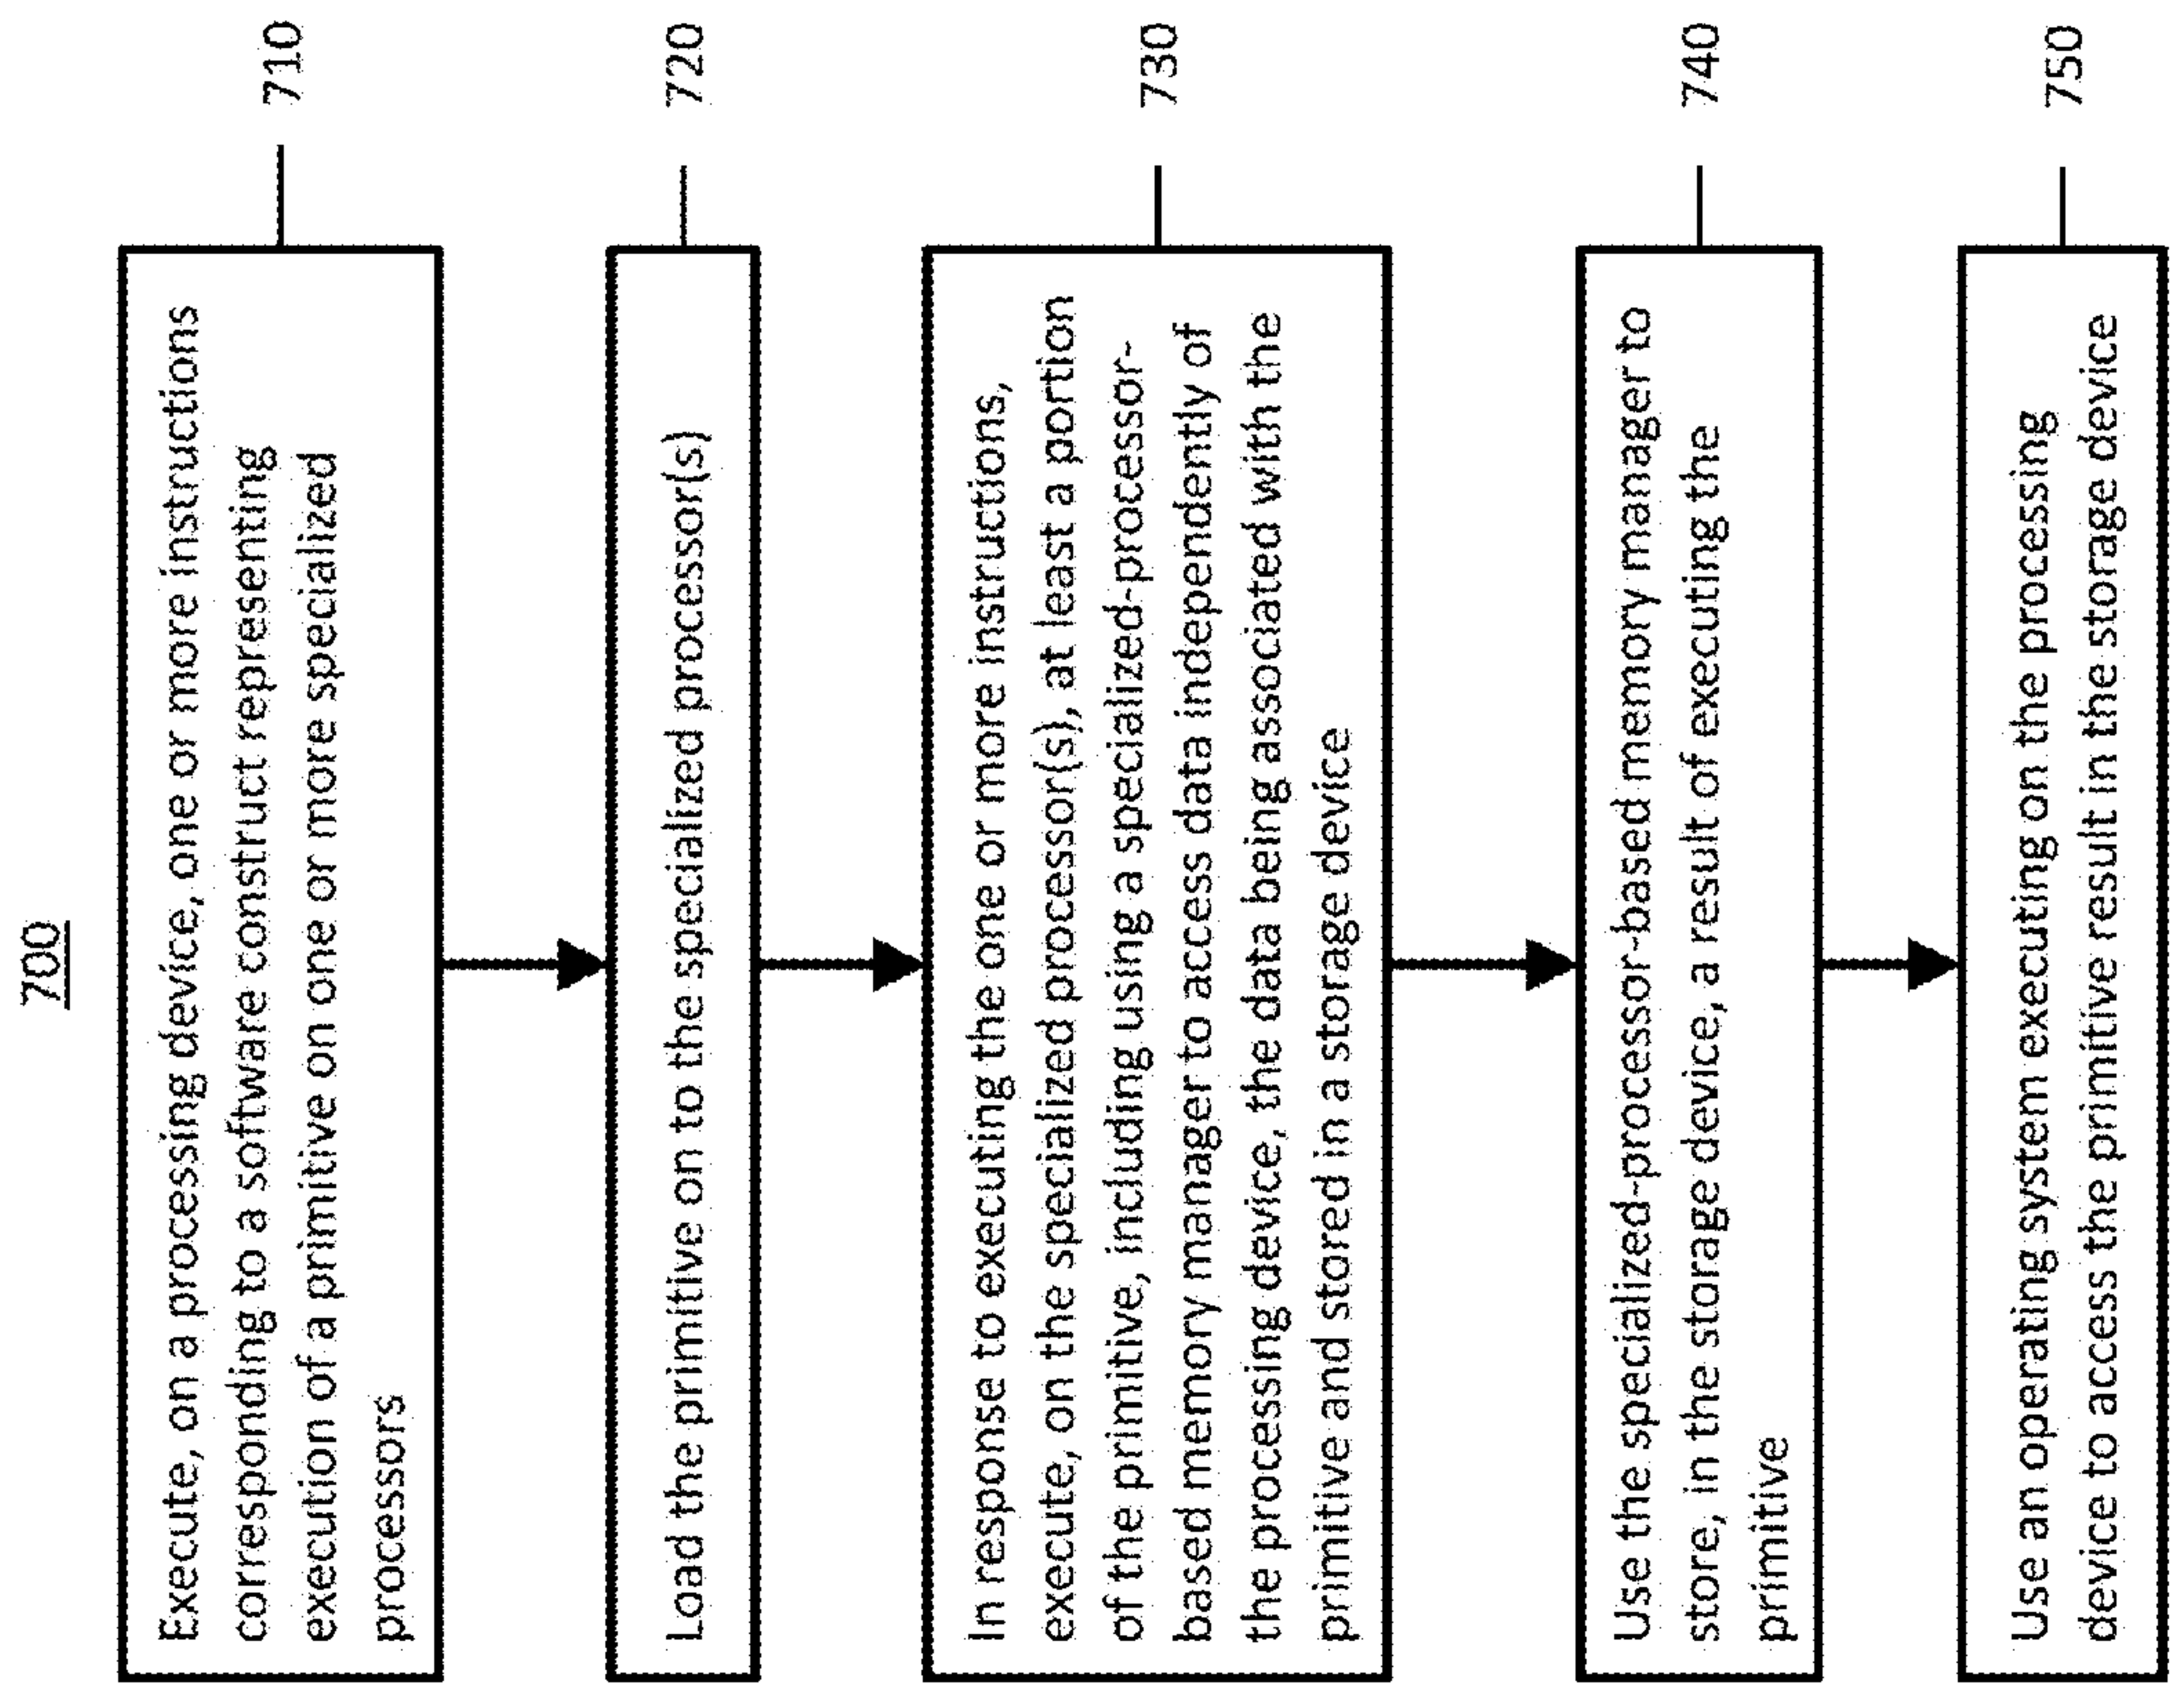 700
Execute, on a processing device, one or more instructions
corresponding to a software construct representing
execution of a primitive on one or more specialized
processors
710
Load the primitive on to the specialized processor(s)
720
In response to executing the one or more instructions,
execute, on the specialized processor(s), at least a portion
of the primitive, including using a specialized-processor-
based memory manager to access data independently of
the processing device, the data being associated with the
primitive and stored in a storage device
730
Use the specialized-processor-based memory manager to
store, in the storage device, a result of executing the
primitive
740
Use an operating system executing on the processing
device to access the primitive result in the storage device
750